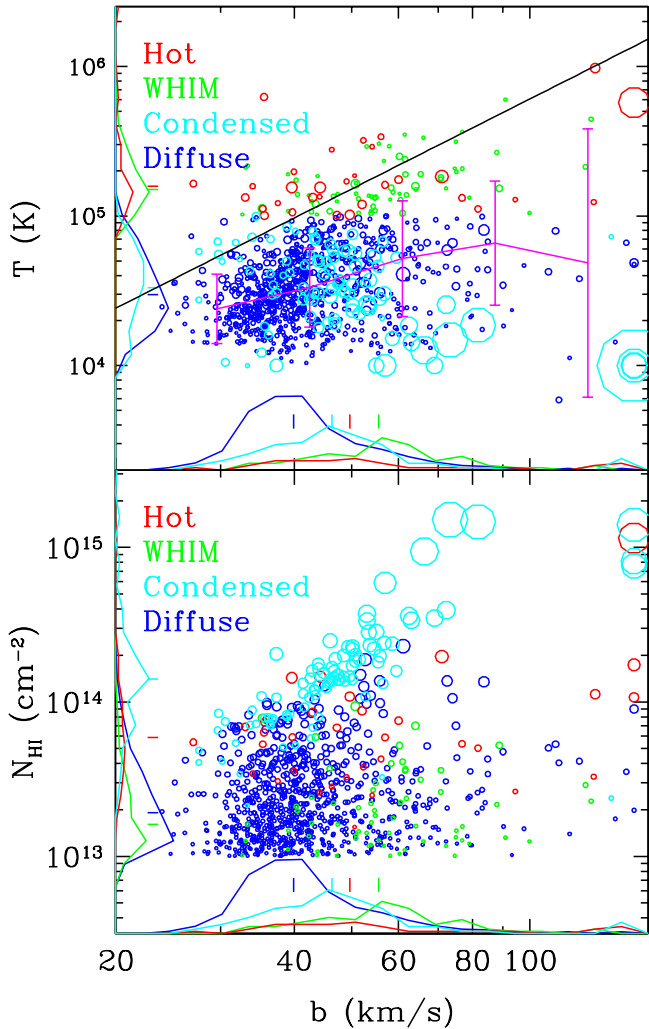 10⁶
Hot
WHIM
Condensed
Diffuse
10⁵
T (K)
10⁴
Hot
10¹⁵
WHIM
Condensed
Diffuse
N_HI (cm⁻²)
10¹⁴
10¹³
20 40 60 80 100
b (km/s)